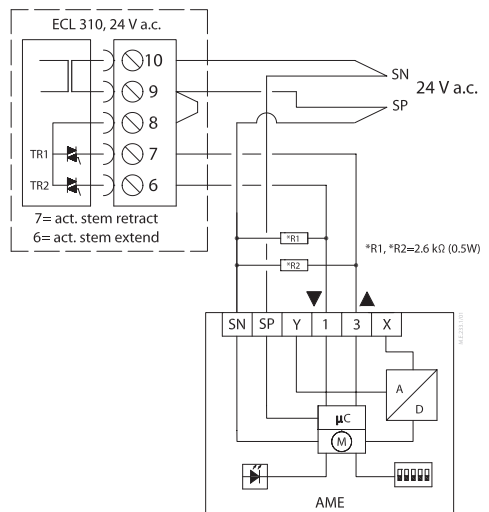 ECL 310, 24 V a.c.
10
9
8
7
6
TR1
TR2
7= act. stem retract
6= act. stem extend
SN
24 V a.c.
SP
*R1
*R2
*R1, *R2=2.6 kΩ (0.5W)
SN SP Y 1 3 X
A
D
μC
M
AME